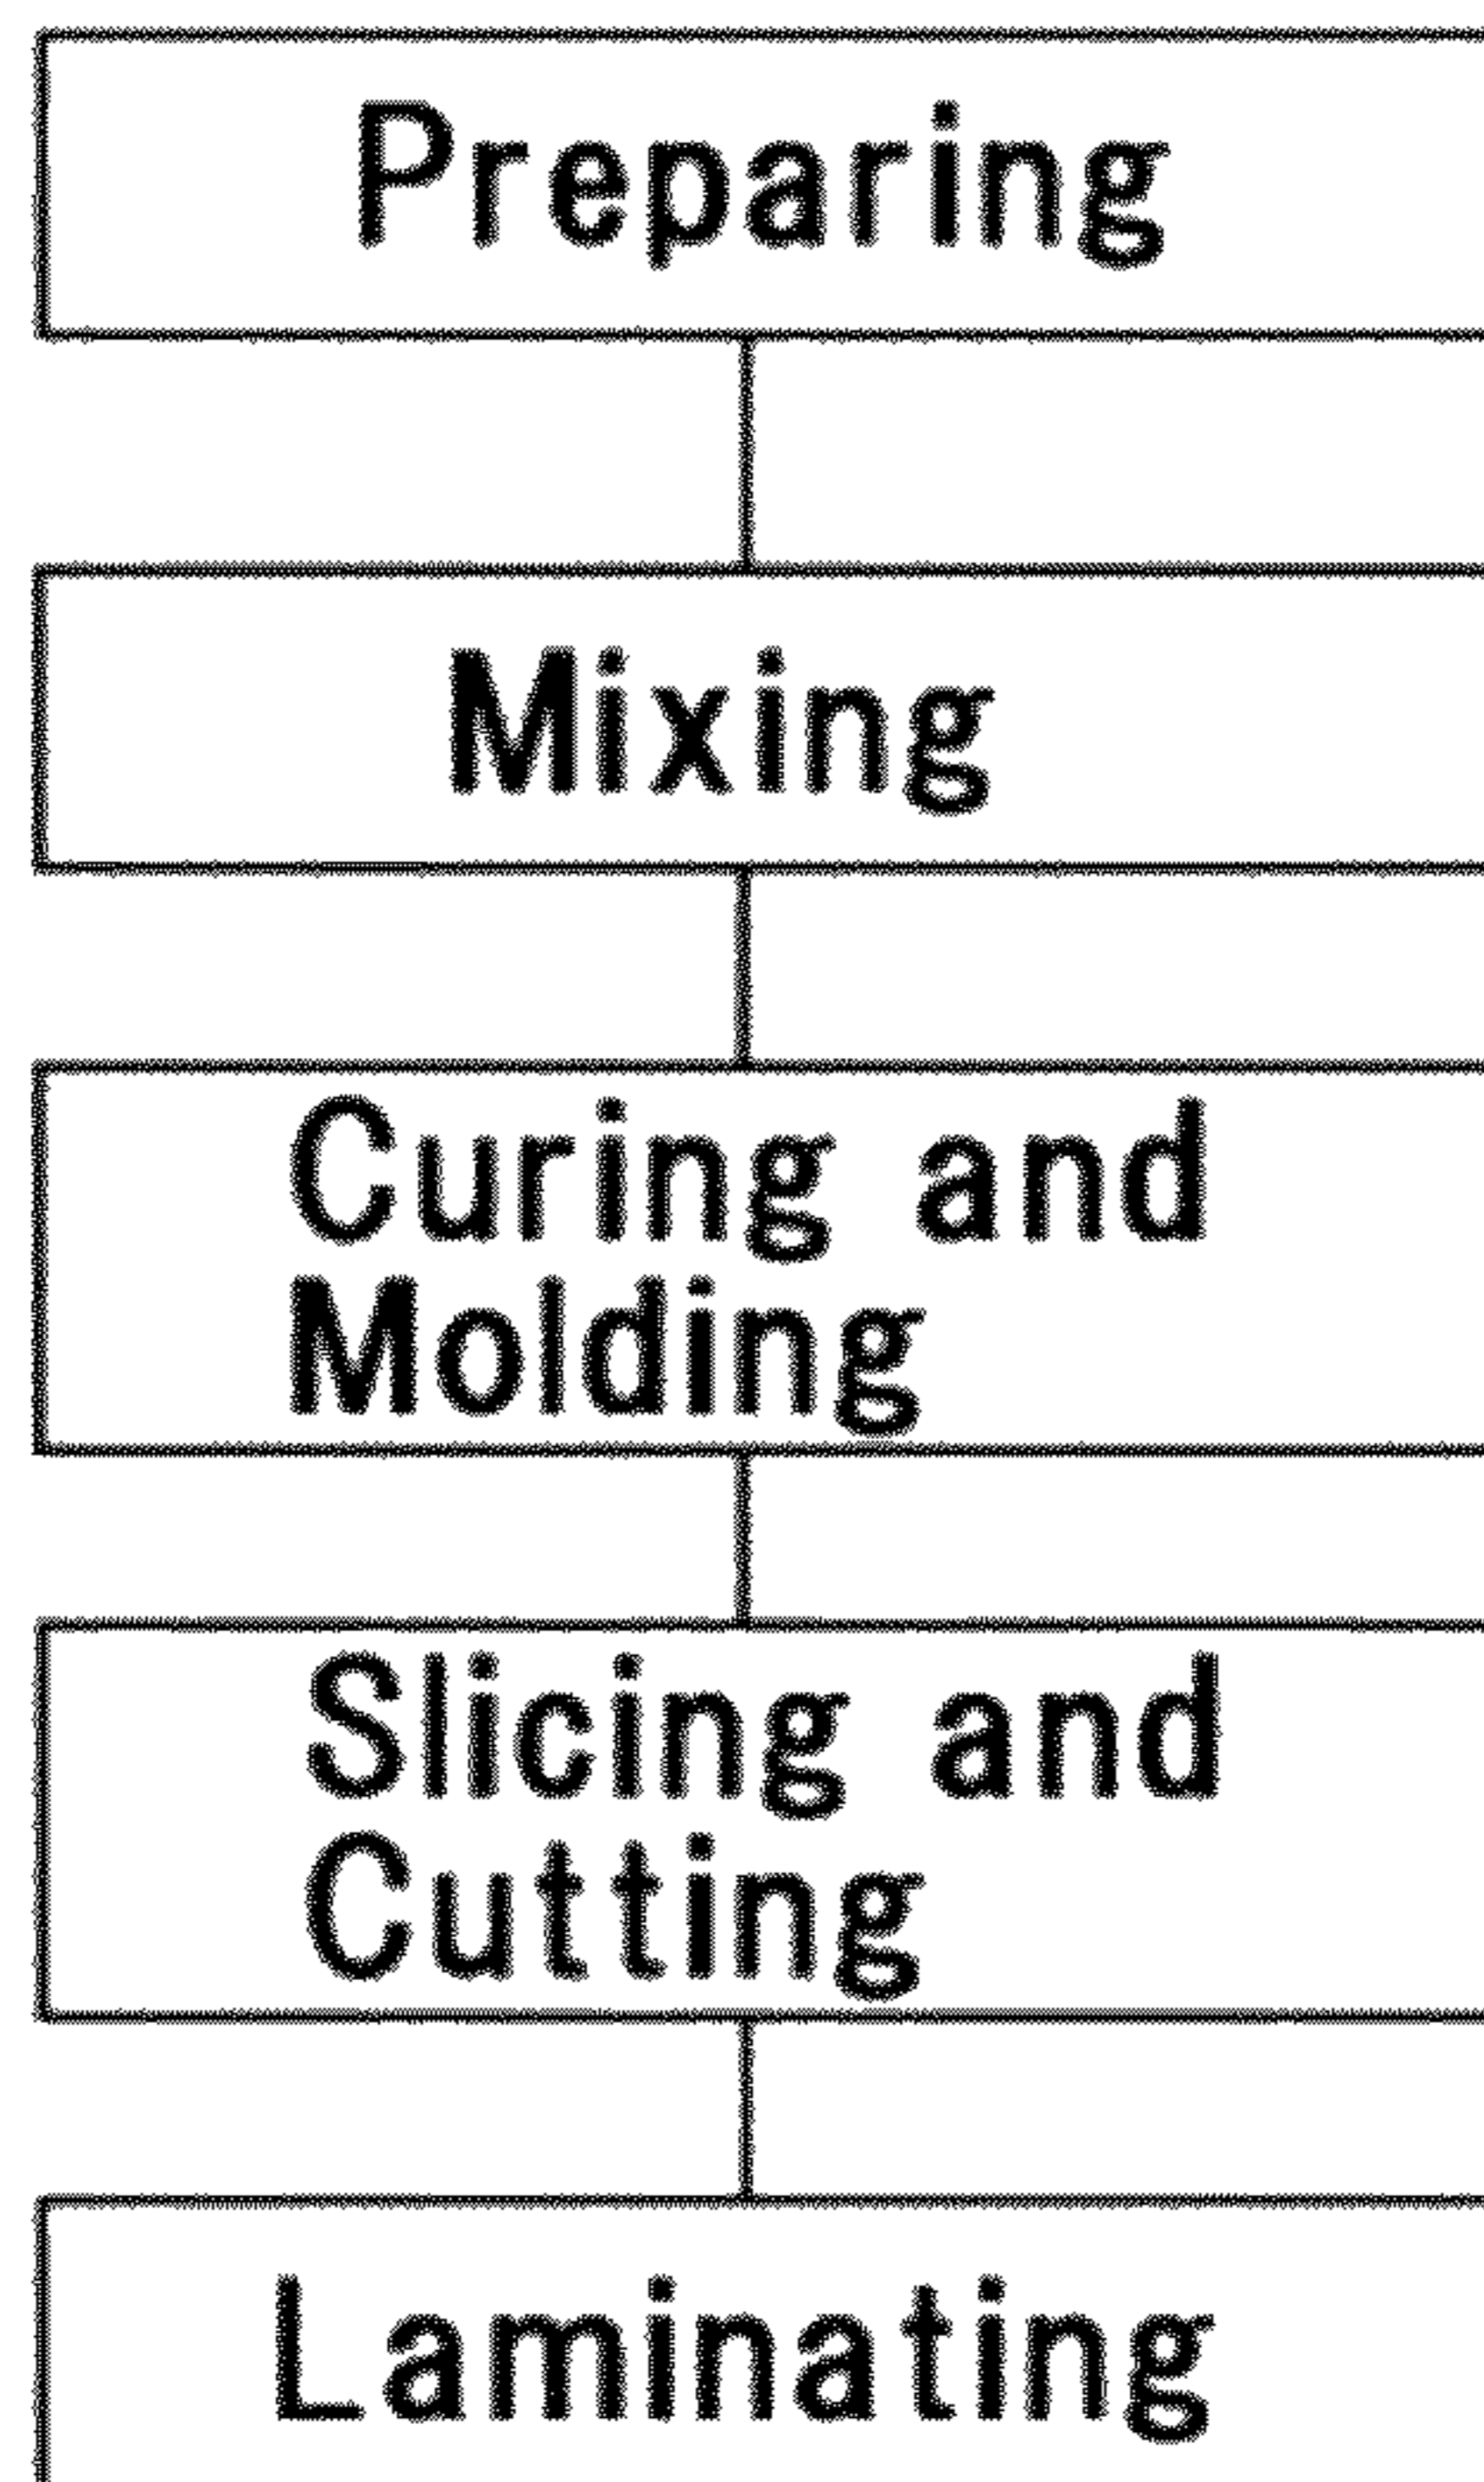 Preparing
Mixing
Curing and
Molding
Slicing and
Cutting
Laminating